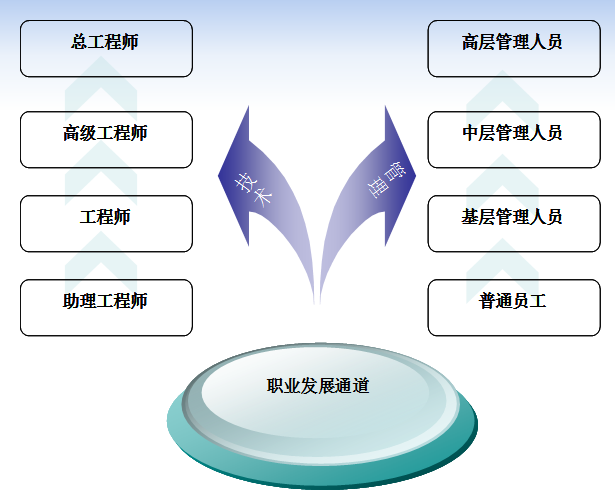 总工程师
高级工程师
工程师
助理工程师
技术
管理
高层管理人员
中层管理人员
基层管理人员
普通员工
职业发展通道